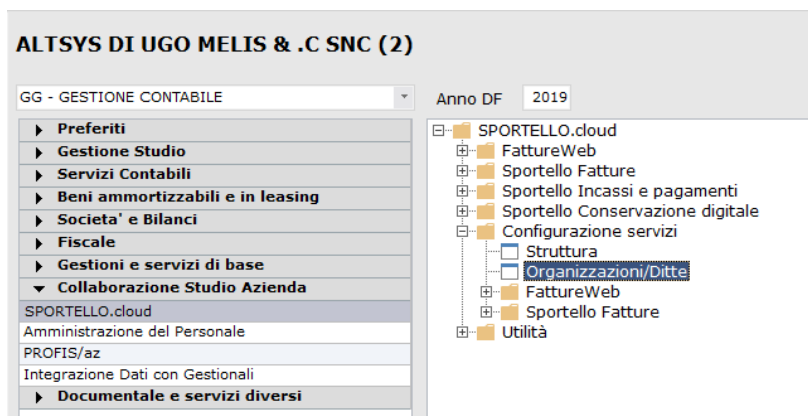 ALTSYS DI UGO MELIS & .C SNC (2)
GG - GESTIONE CONTABILE
Anno DF 2019
Preferiti
Gestione Studio
Servizi Contabili
Beni ammortizzabili e in leasing
Societa' e Bilanci
Fiscale
Gestioni e servizi di base
Collaborazione Studio Azienda
SPORTELLO.cloud
Amministrazione del Personale
PROFIS/az
Integrazione Dati con Gestionali
Documentale e servizi diversi
SPORTELLO.cloud
FattureWeb
Sportello Fatture
Sportello Incassi e pagamenti
Sportello Conservazione digitale
Configurazione servizi
Struttura
Organizzazioni/Ditte
FattureWeb
Sportello Fatture
Utilità